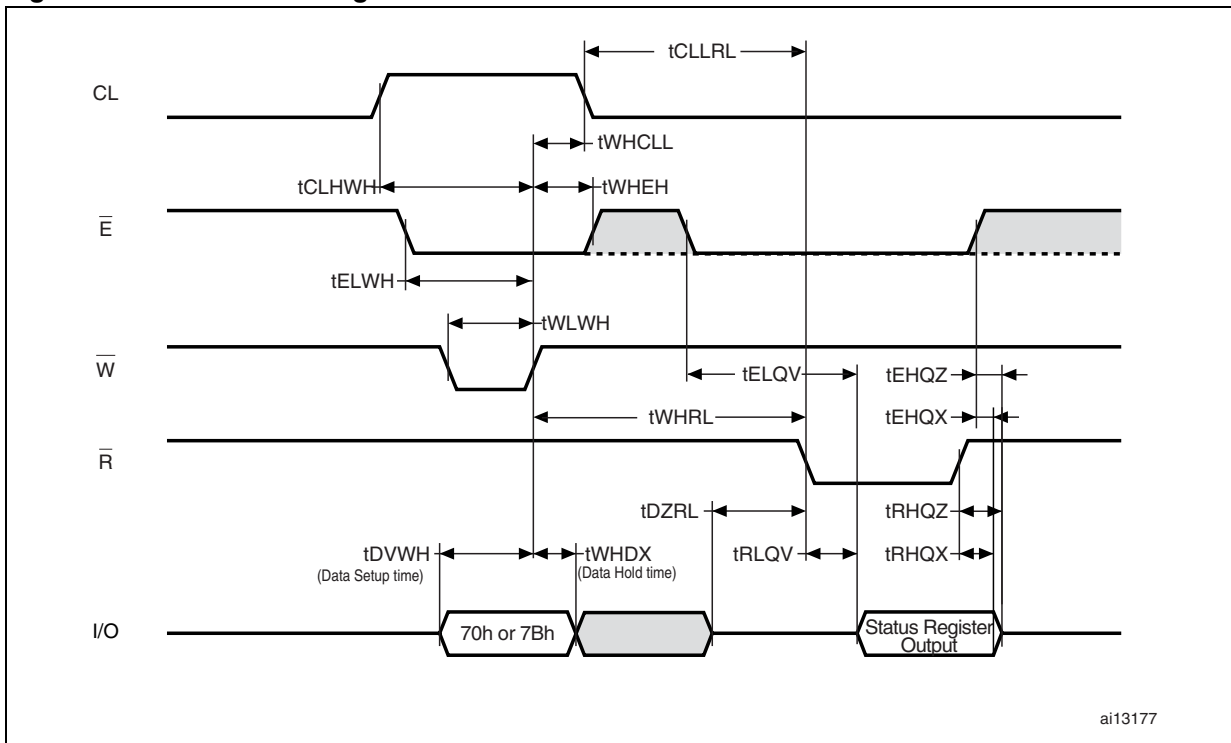 tCLLRL
CL
tWHCLL
tCLHWH
tWHEH
E
tELWH
tWLWH
W
tELQV
tEHQZ
tWHRL
tEHQX
R
tDZRL
tRHQZ
tDVWH
(Data Setup time)
tWHDX
(Data Hold time)
tRLQV
tRHQX
I/O
70h or 7Bh
Status Register
Output
ai13177